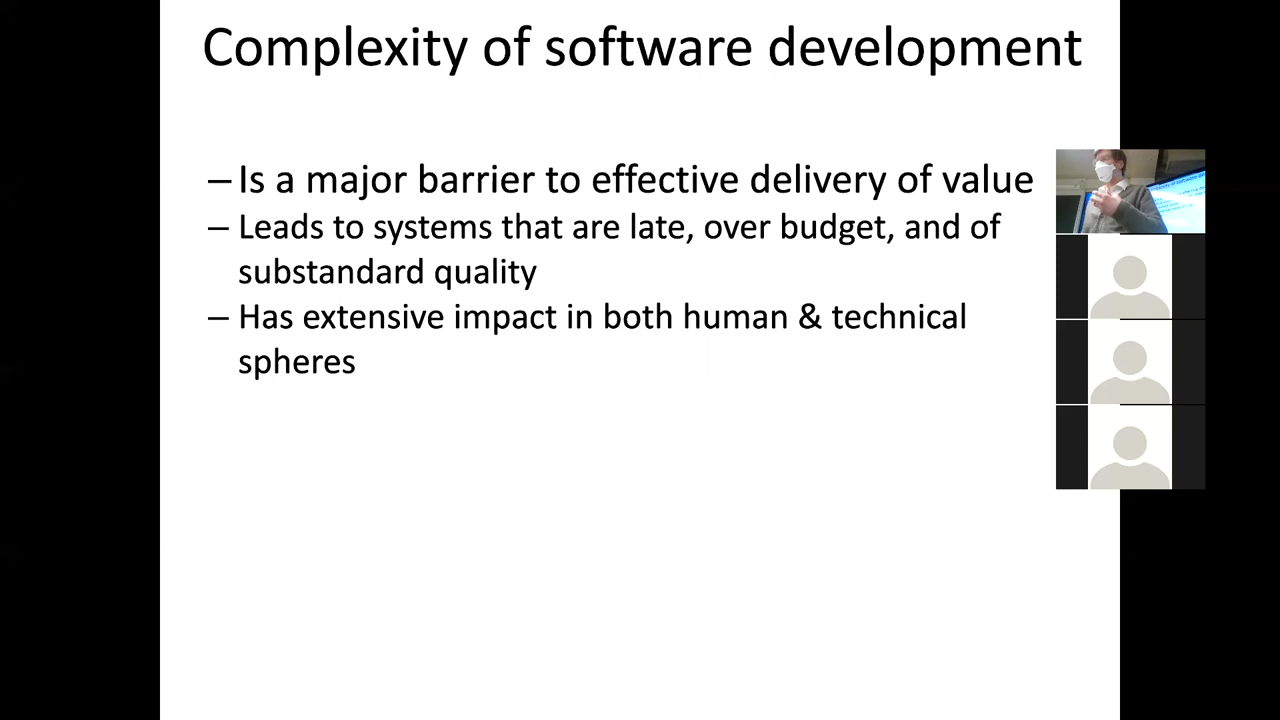 Complexity of software development
– Is a major barrier to effective delivery of value
– Leads to systems that are late, over budget, and of
substandard quality
– Has extensive impact in both human & technical
spheres